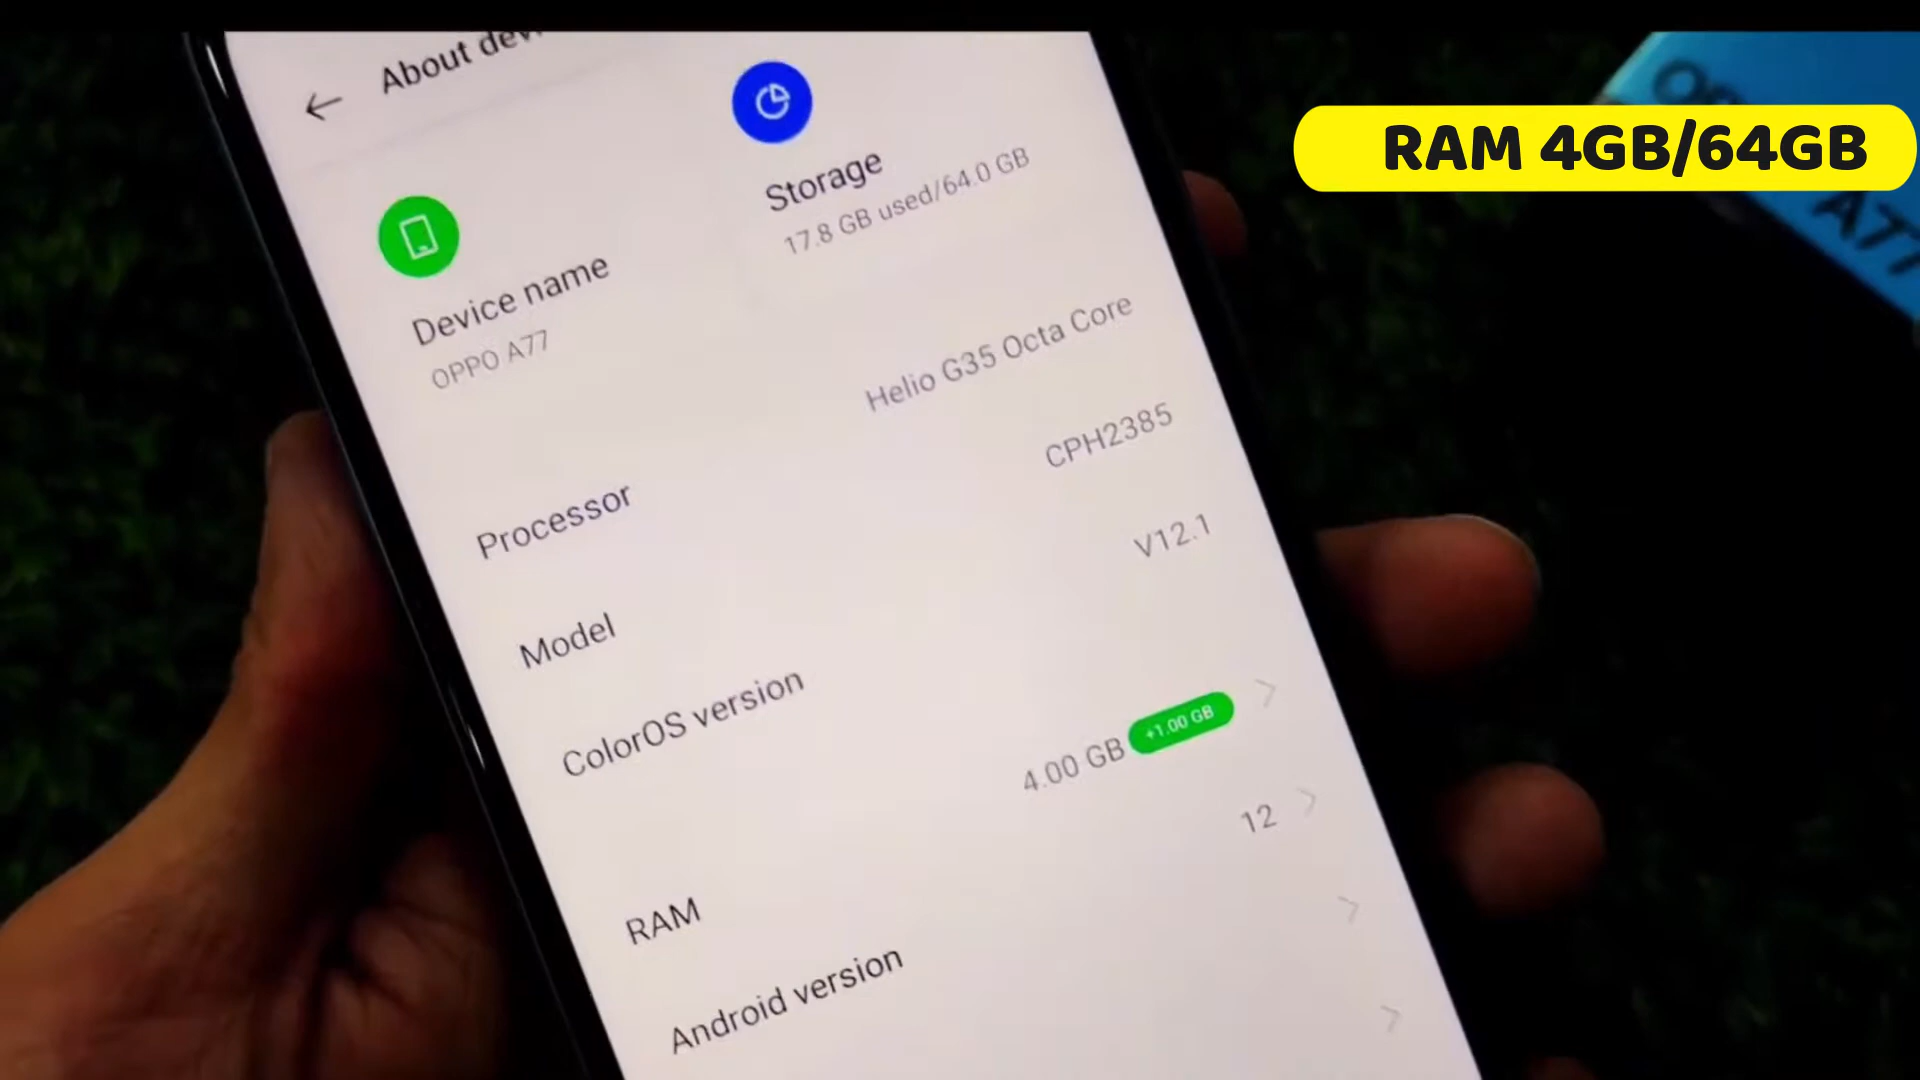 About
RAM 4GB/64GB
A77
Storage
17.8 GB used/64.0 GB
Device name
OPPO A77
Processor
Helio G35 Octa Core
Model
CPH2385
ColorOS version
V12.1
RAM
4.00 GB +1.00 GB
Android version
12